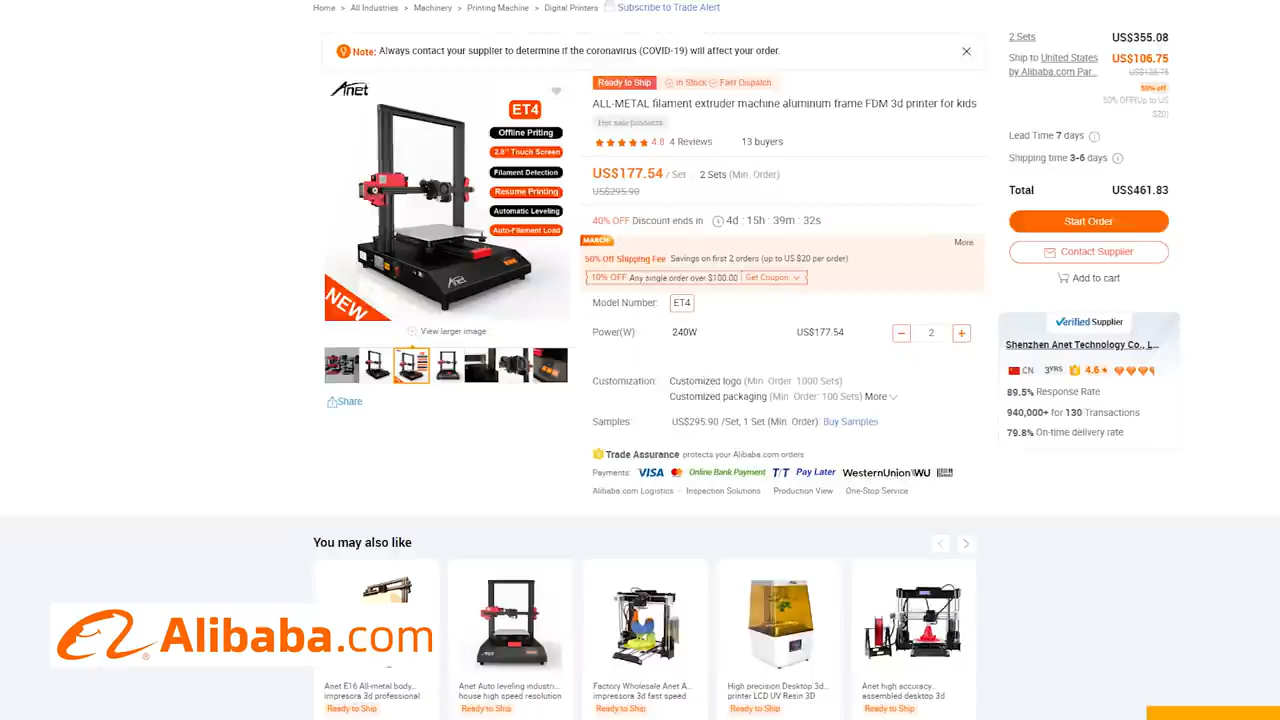 Home > All Industries > Machinery > Printing Machine > Digital Printers
Subscribe to Trade Alert
Note: Always contact your supplier to determine if the coronavirus (COVID-19) will affect your order.
Anet
ET4
Offline Priting
2.8" Touch Screen
Filament Detection
Resume Printing
Automatic Leveling
Auto-Filament Load
Anet
NEW
View larger image
Share
Ready to Ship In Stock Fast Dispatch
ALL-METAL filament extruder machine aluminum frame FDM 3d printer for kids
Hot sale products
4.8 4 Reviews 13 buyers
US$177.54 / Set 2 Sets (Min. Order)
US$295.90
40% OFF Discount ends in 4d : 15h : 39m : 32s
MARCH
More
50% Off Shipping Fee Savings on first 2 orders (up to US $20 per order)
10% OFF Any single order over $100.00 Get Coupon
Model Number: ET4
Power(W) 240W US$177.54 − 2 +
Customization: Customized logo (Min. Order: 1000 Sets)
Customized packaging (Min. Order: 100 Sets) More
Samples: US$295.90 /Set, 1 Set (Min. Order) Buy Samples
Trade Assurance protects your Alibaba.com orders
Payments: VISA Online Bank Payment T/T Pay Later WesternUnion WU
Alibaba.com Logistics Inspection Solutions Production View One-Stop Service
2 Sets US$355.08
Ship to United States US$106.75
by Alibaba.com Par... US$126.75
50% off
50% OFF(Up to US
$20)
Lead Time 7 days
Shipping time 3-6 days
Total US$461.83
Start Order
Contact Supplier
Add to cart
Verified Supplier
Shenzhen Anet Technology Co., L...
CN 3YRS 4.6
89.5% Response Rate
940,000+ for 130 Transactions
79.8% On-time delivery rate
You may also like
Alibaba.com
Anet E16 All-metal body...
impresora 3d professional
Ready to Ship
Anet Auto leveling industri...
house high speed resolution
Ready to Ship
Factory Wholesale Anet A...
impressora 3d fast speed
Ready to Ship
High precision Desktop 3d...
printer LCD UV Resin 3D
Ready to Ship
Anet high accuracy...
assembled desktop 3d
Ready to Ship